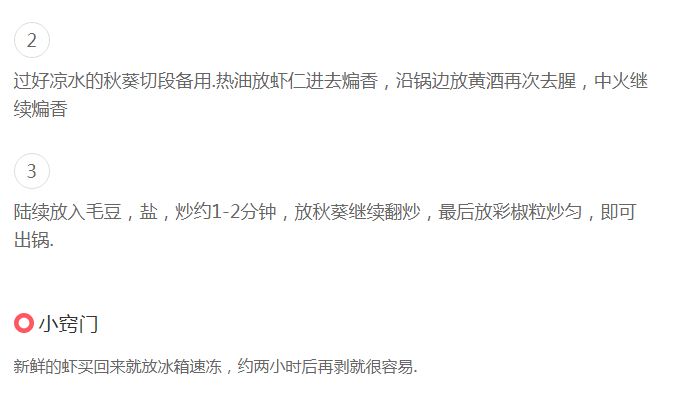 2
过好凉水的秋葵切段备用.热油放虾仁进去煸香，沿锅边放黄酒再次去腥，中火继
续煸香
3
陆续放入毛豆，盐，炒约1-2分钟，放秋葵继续翻炒，最后放彩椒粒炒匀，即可
出锅.
小窍门
新鲜的虾买回来就放冰箱速冻，约两小时后再剥就很容易.